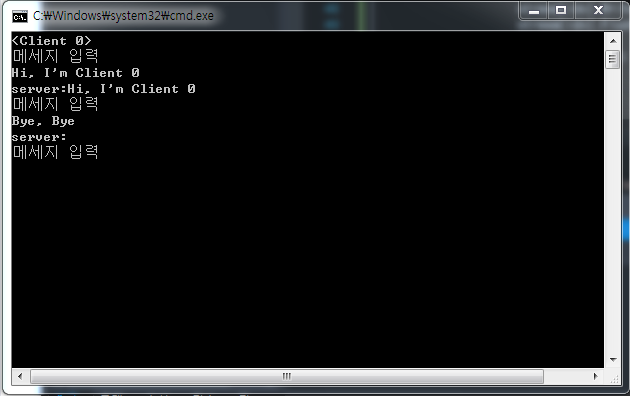 C:￦Windows￦system32￦cmd.exe
<Client 0>
메세지 입력
Hi, I'm Client 0
server:Hi, I'm Client 0
메세지 입력
Bye, Bye
server:
메세지 입력